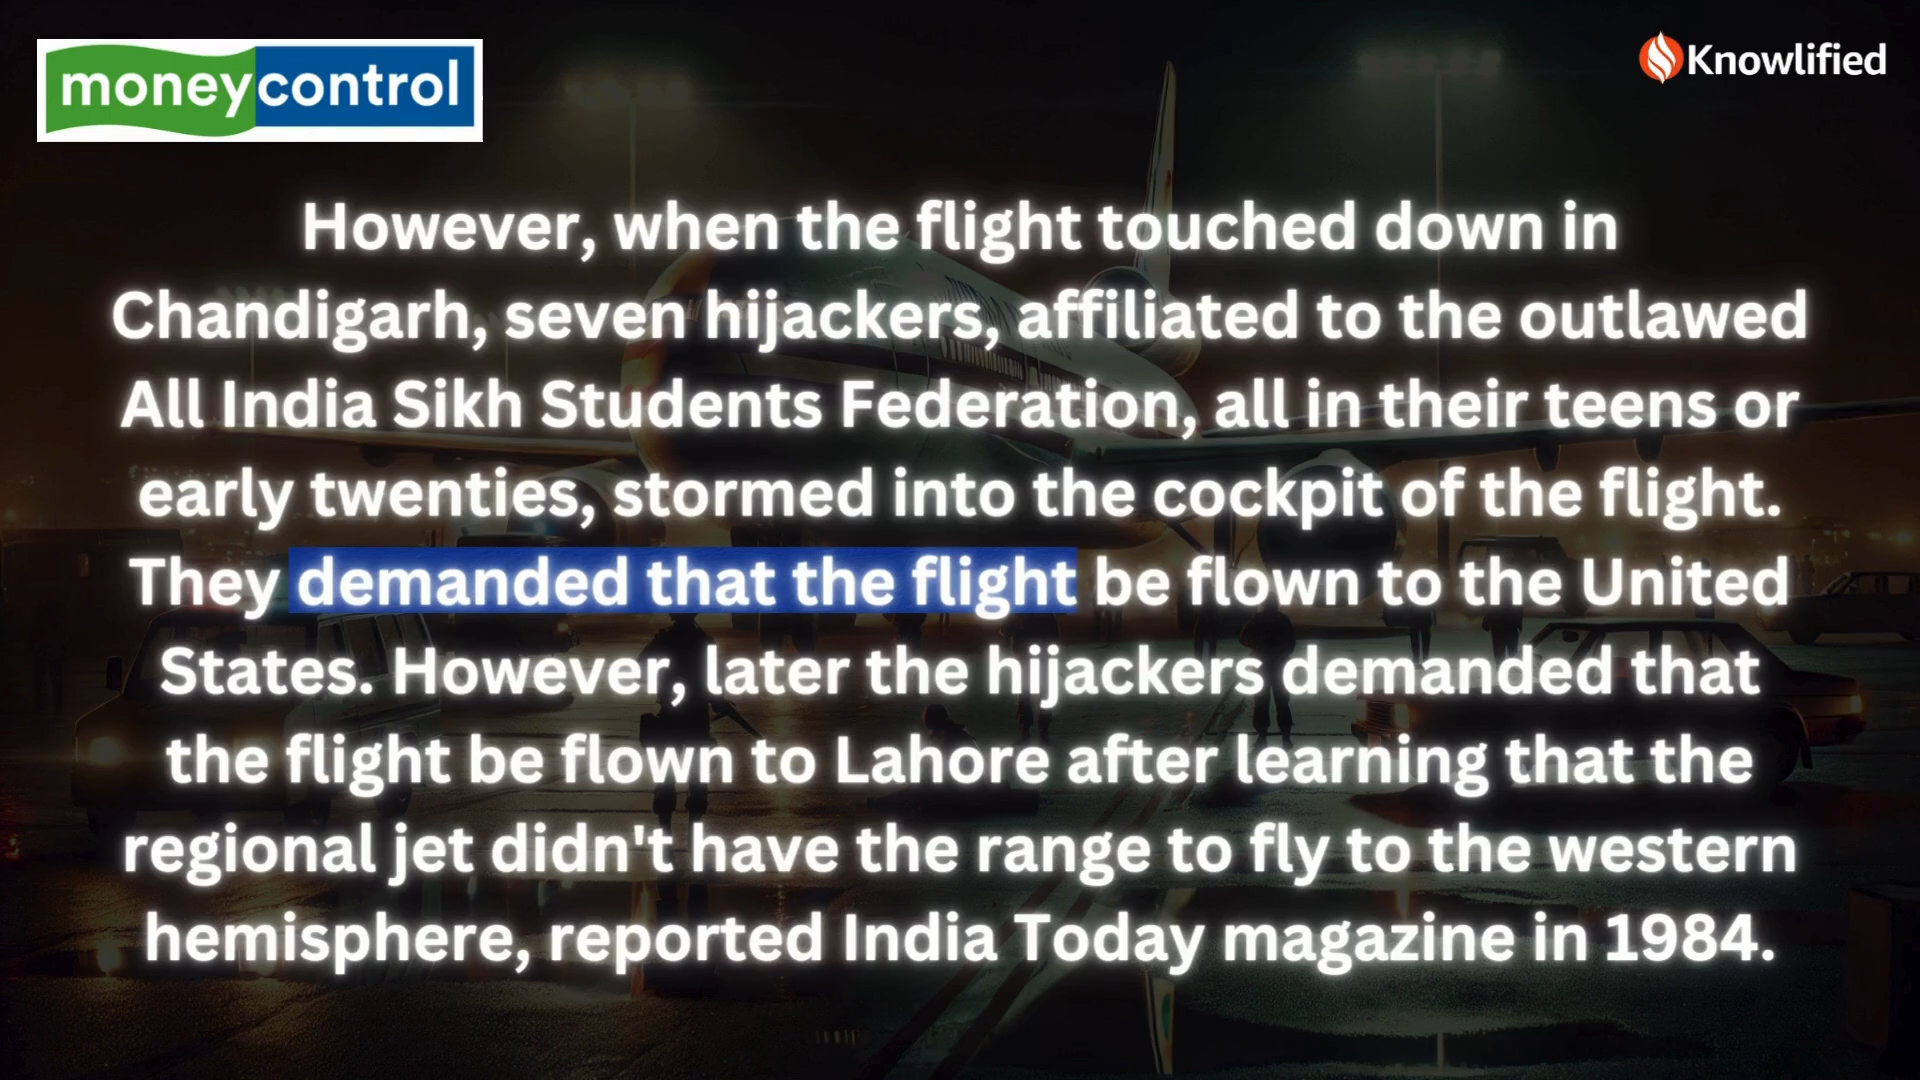 moneycontrol
Knowlified
However, when the flight touched down in
Chandigarh, seven hijackers, affiliated to the outlawed
All India Sikh Students Federation, all in their teens or
early twenties, stormed into the cockpit of the flight.
They demanded that the flight be flown to the United
States. However, later the hijackers demanded that
the flight be flown to Lahore after learning that the
regional jet didn't have the range to fly to the western
hemisphere, reported India Today magazine in 1984.